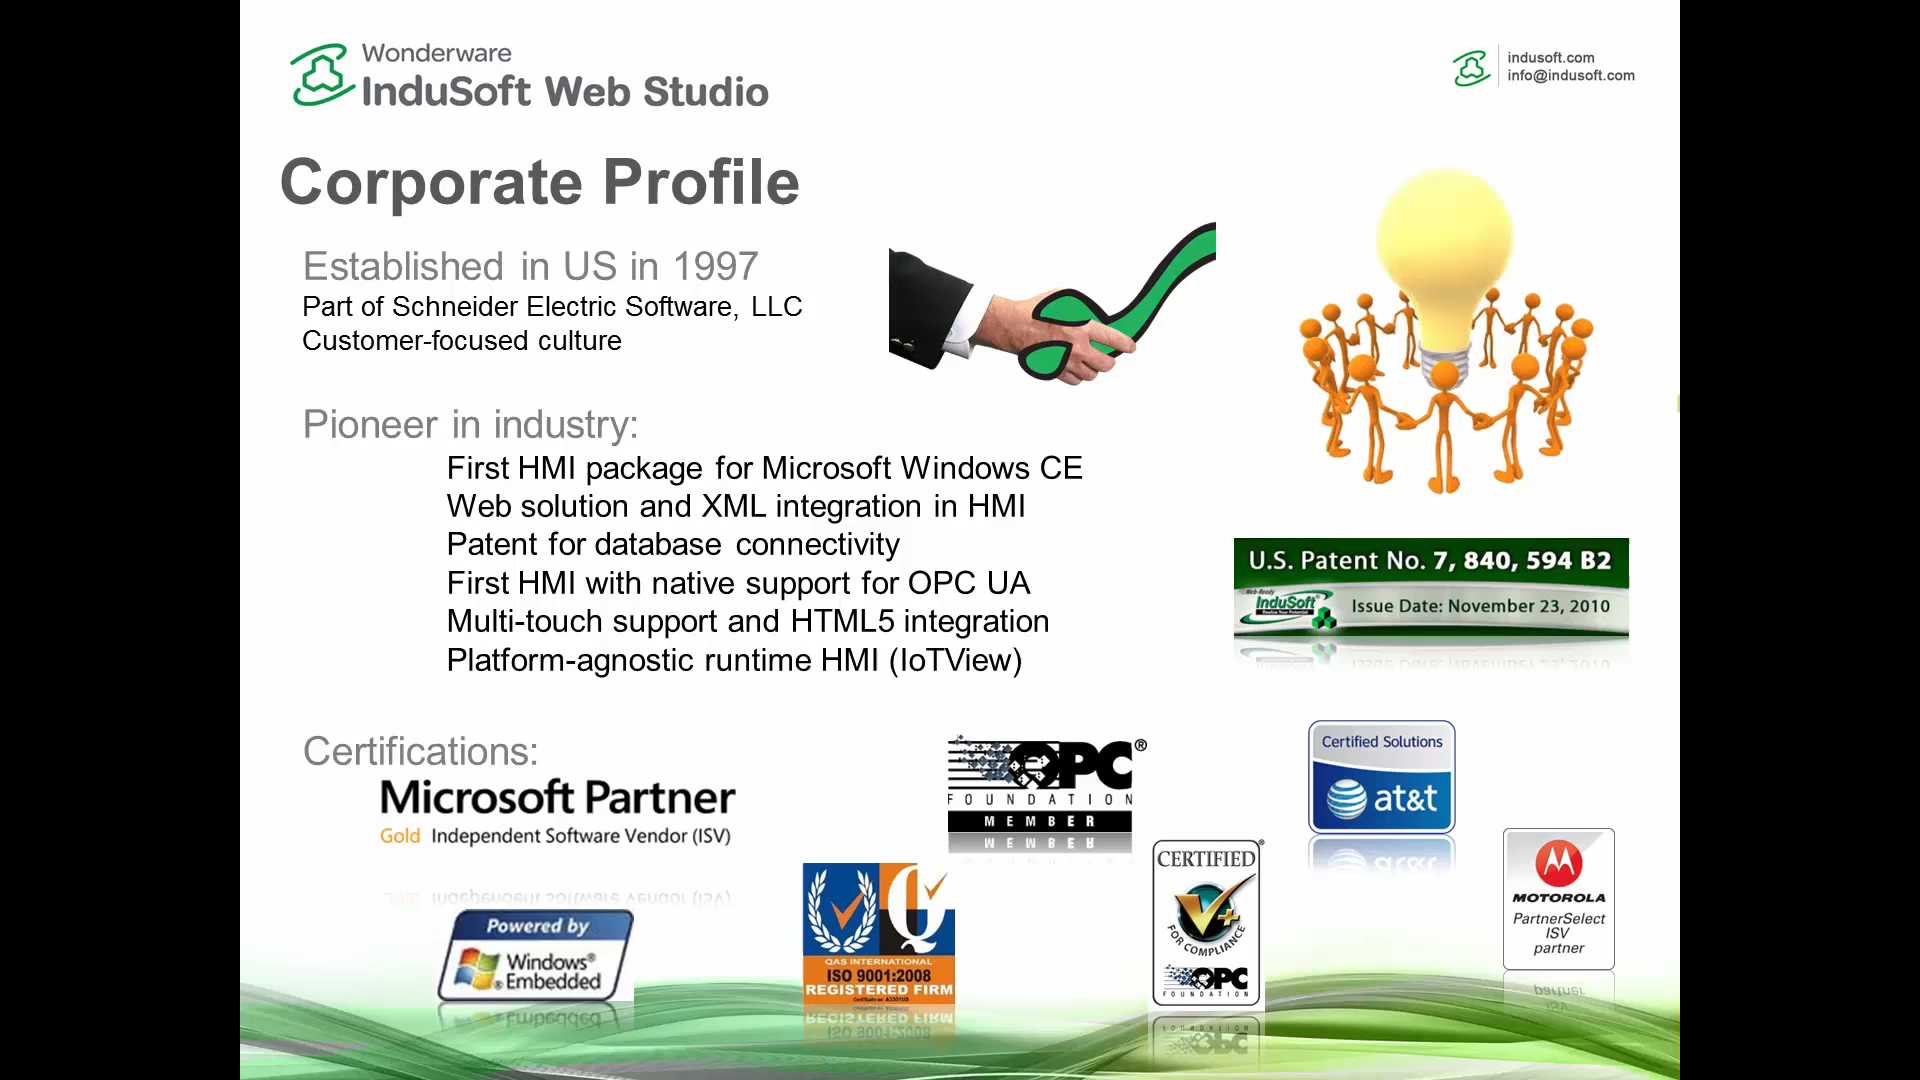 Wonderware
InduSoft Web Studio
indusoft.com
info@indusoft.com
Corporate Profile
Established in US in 1997
Part of Schneider Electric Software, LLC
Customer-focused culture
Pioneer in industry:
First HMI package for Microsoft Windows CE
Web solution and XML integration in HMI
Patent for database connectivity
First HMI with native support for OPC UA
Multi-touch support and HTML5 integration
Platform-agnostic runtime HMI (IoTView)
U.S. Patent No. 7, 840, 594 B2
Web-Ready
InduSoft
Issue Date: November 23, 2010
Certifications:
Microsoft Partner
Gold Independent Software Vendor (ISV)
Powered by
Windows®
Embedded
QAS INTERNATIONAL
ISO 9001:2008
REGISTERED FIRM
OPC®
FOUNDATION
MEMBER
CERTIFIED®
V+
FOR COMPLIANCE
OPC
FOUNDATION
Certified Solutions
at&t
MOTOROLA
PartnerSelect
ISV
partner